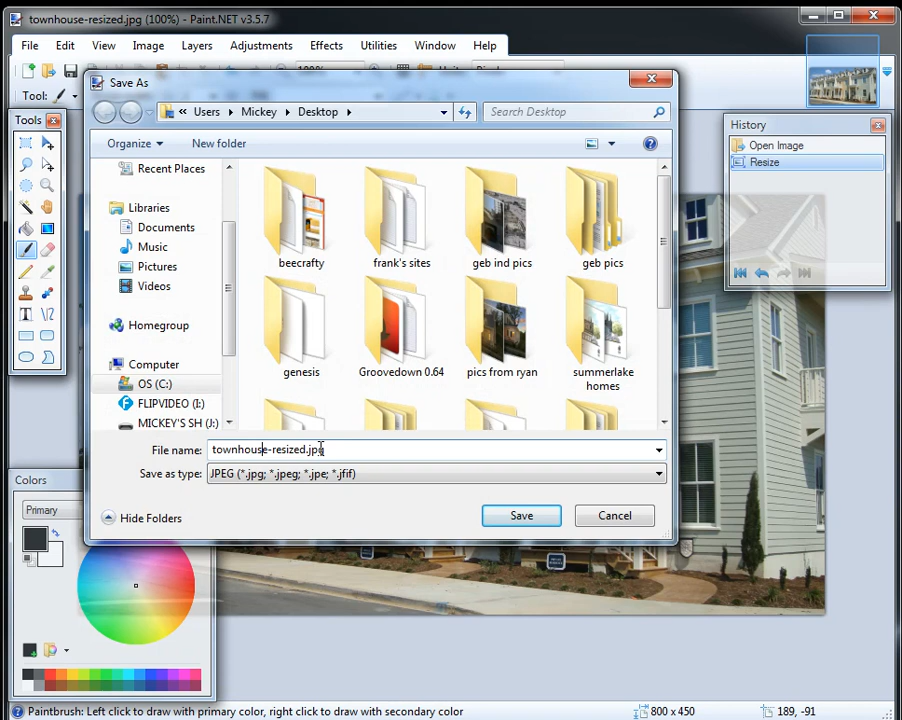 townhouse-resized.jpg (100%) - Paint.NET v3.5.7
File Edit View Image Layers Effects Utilities Window Help
Tool:
Save As
« Users Mickey Desktop
Search Desktop
Organize New folder
Tools
History
Open Image
Resize
Recent Places
Libraries
Documents
Music
Pictures
Videos
Homegroup
Computer
OS (C:)
FLIPVIDEO (I:)
MICKEY'S SH (J:)
beecrafty frank's sites geb ind pics geb pics
genesis Groovedown 0.64 pics from ryan summerlake homes
File name: townhouse-resized.jpg
Save as type: JPEG (*.jpg; *.jpeg; *.jpe; *.jfif)
Hide Folders Save Cancel
Colors
Primary
Paintbrush: Left click to draw with primary color, right click to draw with secondary color 800 x 450 189, -91